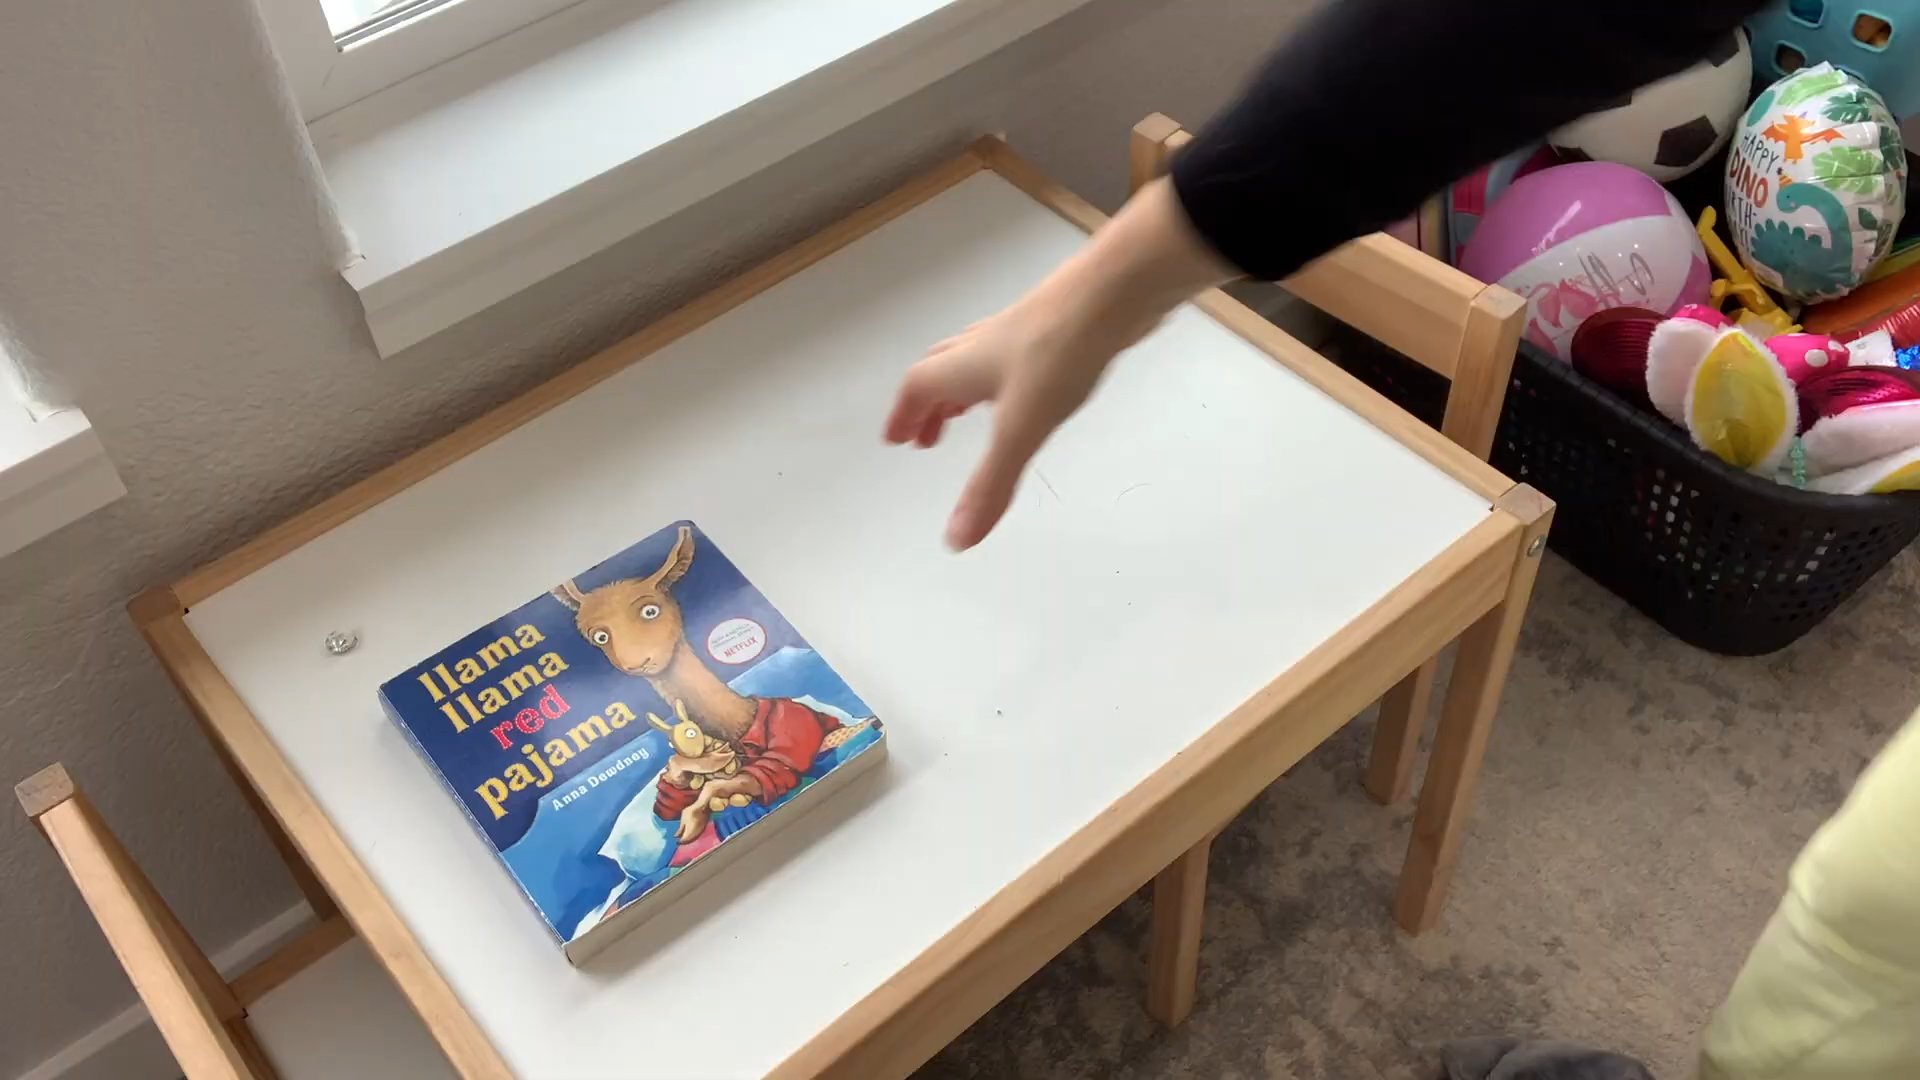 llama
llama
red
pajama
Anna Dewdney
NETFLIX
HAPPY
DINO